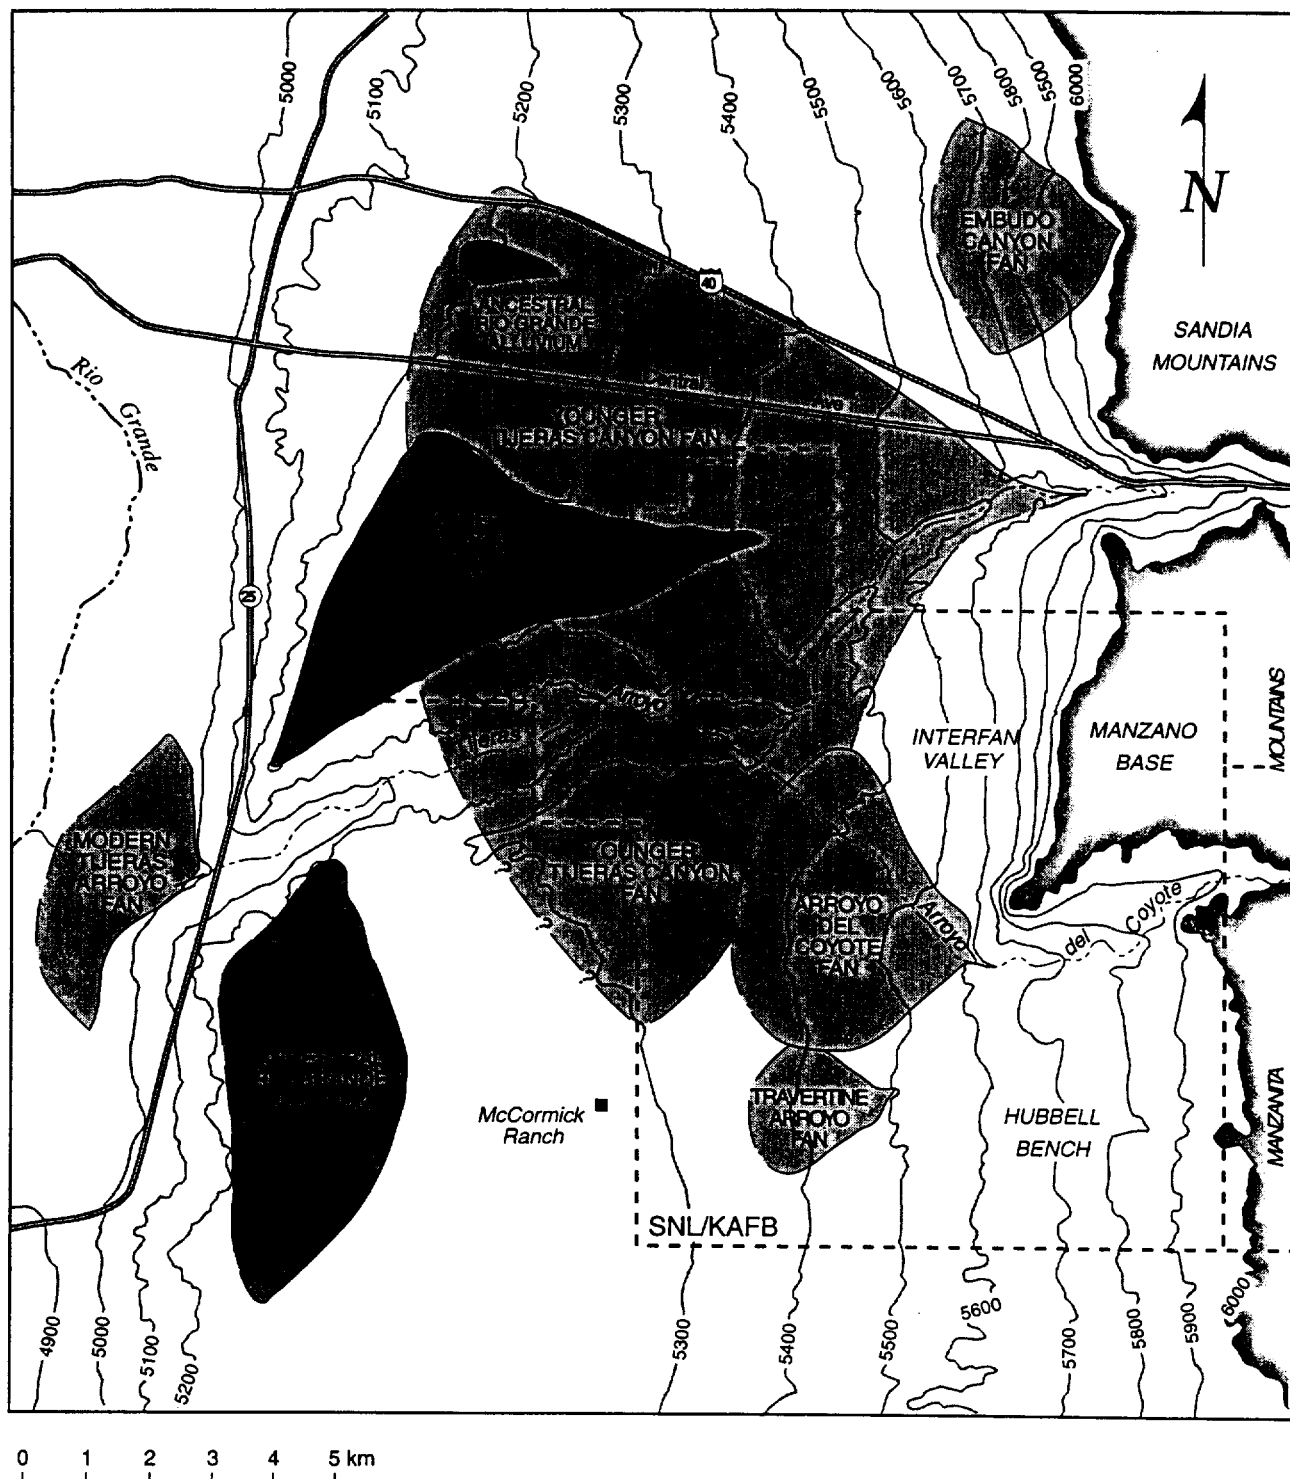 5000
5100
5200
5300
5400
5500
5600
5700
5800
5500
6000
N
EMBUDO
CANYON
FAN
SANDIA
MOUNTAINS
40
ANCESTRAL
RIO GRANDE
ALLUVIUM
Rio
Grande
YOUNGER
TIJERAS CANYON FAN
25
Arroyo
INTERFAN
VALLEY
MANZANO
BASE
MOUNTAINS
MODERN
TIJERAS
ARROYO
FAN
YOUNGER
TIJERAS CANYON
FAN
?
?
?
ARROYO
DEL
COYOTE
FAN
Arroyo
del
Coyote
McCormick
Ranch
TRAVERTINE
ARROYO
FAN
HUBBELL
BENCH
MANZANITA
SNL/KAFB
4900
5000
5100
5200
5300
5400
5500
5600
5700
5800
5900
6000
0 1 2 3 4 5 km